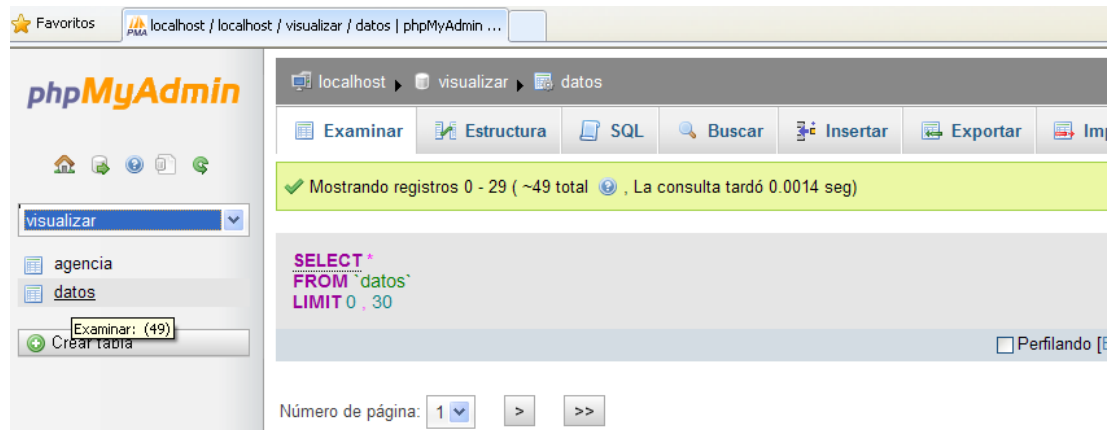 Favoritos
PMA localhost / localhost / visualizar / datos | phpMyAdmin ...
phpMyAdmin
localhost visualizar datos
Examinar Estructura SQL Buscar Insertar Exportar Imp
Mostrando registros 0 - 29 ( ~49 total , La consulta tardó 0.0014 seg)
visualizar
agencia
datos
Examinar: (49)
Crear tabla
SELECT *
FROM `datos`
LIMIT 0 , 30
Perfilando [
Número de página: 1 > >>